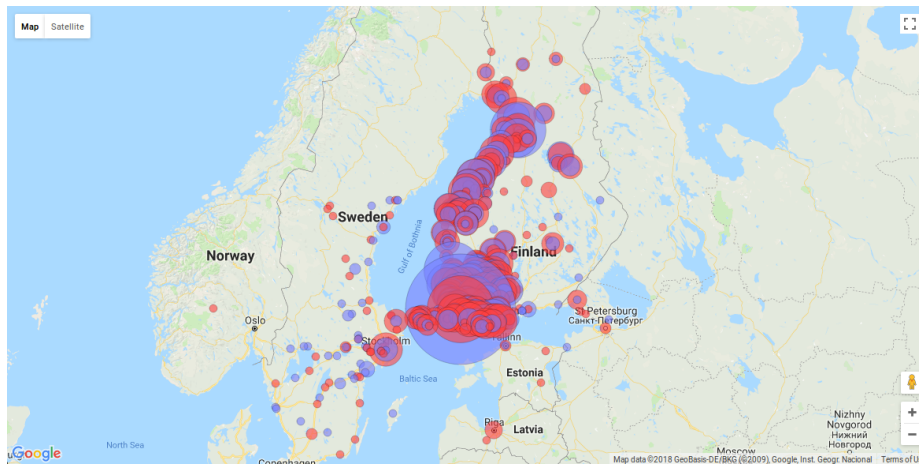 Map Satellite
Sweden
Gulf of Bothnia
Norway
Finland
Oslo
St Petersburg
Санкт-Петербург
Stockholm
Tallinn
Estonia
Baltic Sea
Nizhny
Novgorod
Нижний
Новгород
Riga
Latvia
North Sea
Moscow
Copenhagen
Google
Map data ©2018 GeoBasis-DE/BKG (©2009), Google, Inst. Geogr. Nacional Terms of U